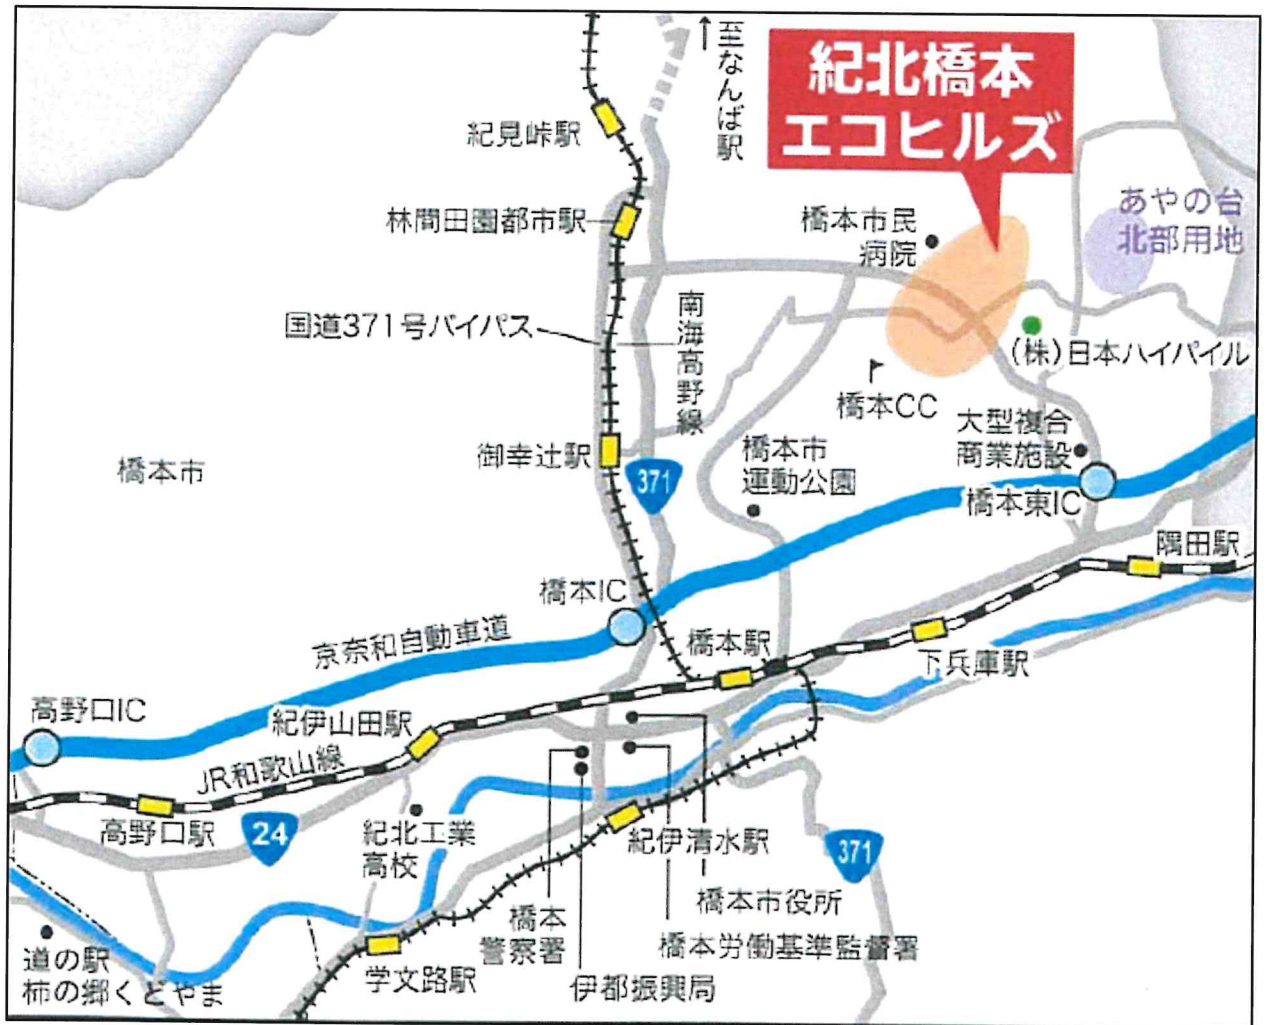 至なんば駅
紀北橋本
エコヒルズ
紀見峠駅
林間田園都市駅
橋本市民
病院
あやの台
北部用地
国道371号バイパス
南海高野線
(株)日本ハイパイル
橋本CC
大型複合
商業施設
橋本市
御幸辻駅
371
橋本市
運動公園
橋本東IC
隅田駅
橋本IC
京奈和自動車道
橋本駅
下兵庫駅
高野口IC
紀伊山田駅
JR和歌山線
高野口駅
24
紀北工業
高校
紀伊清水駅
371
橋本市役所
橋本
警察署
橋本労働基準監督署
伊都振興局
学文路駅
道の駅
柿の郷くどやま